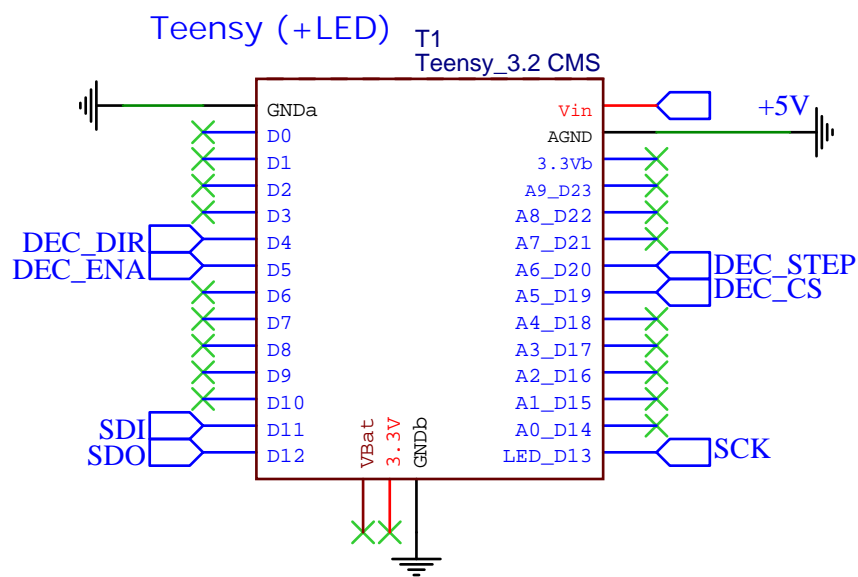 Teensy (+LED)
T1
Teensy_3.2 CMS
GNDa
Vin
+5V
D0
AGND
D1
3.3Vb
D2
A9_D23
D3
A8_D22
DEC_DIR
D4
A7_D21
DEC_ENA
D5
A6_D20
DEC_STEP
D6
A5_D19
DEC_CS
D7
A4_D18
D8
A3_D17
D9
A2_D16
D10
A1_D15
SDI
D11
A0_D14
SDO
D12
VBat
3.3V
GNDb
LED_D13
SCK